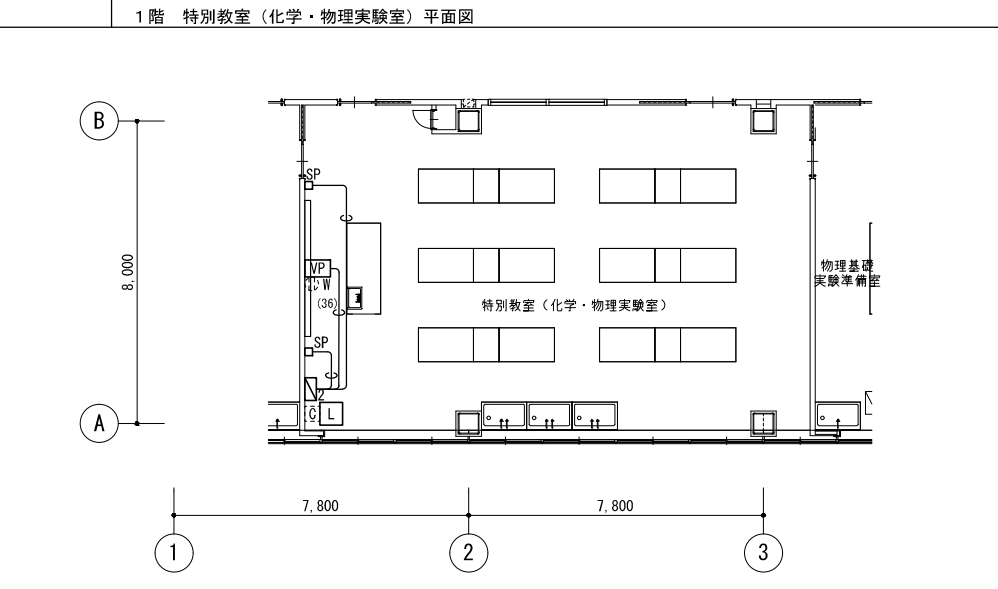 1階 特別教室（化学・物理実験室）平面図
B
SP
8,000
VP
W
(36)
物理基礎
実験準備室
特別教室（化学・物理実験室）
SP
2
C L
A
7,800 7,800
1 2 3